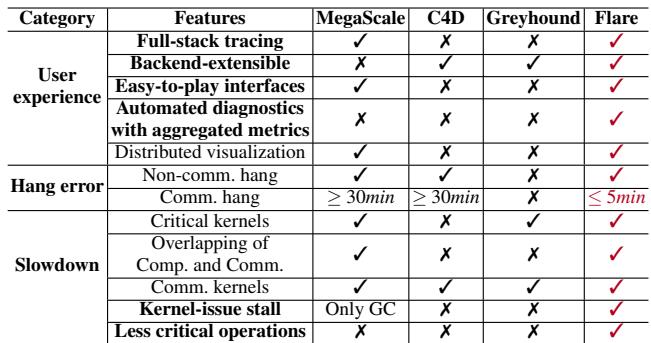 Category Features MegaScale C4D Greyhound Flare
User experience Full-stack tracing ✓ ✗ ✗ ✓
Backend-extensible ✗ ✓ ✓ ✓
Easy-to-play interfaces ✓ ✗ ✗ ✓
Automated diagnostics
with aggregated metrics ✗ ✗ ✗ ✓
Distributed visualization ✓ ✗ ✗ ✓
Hang error Non-comm. hang ✓ ✓ ✗ ✓
Comm. hang ≥ 30min ≥ 30min ✗ ≤ 5min
Slowdown Critical kernels ✓ ✗ ✓ ✓
Overlapping of
Comp. and Comm. ✓ ✗ ✗ ✓
Comm. kernels ✓ ✓ ✓ ✓
Kernel-issue stall Only GC ✗ ✗ ✓
Less critical operations ✗ ✗ ✗ ✓